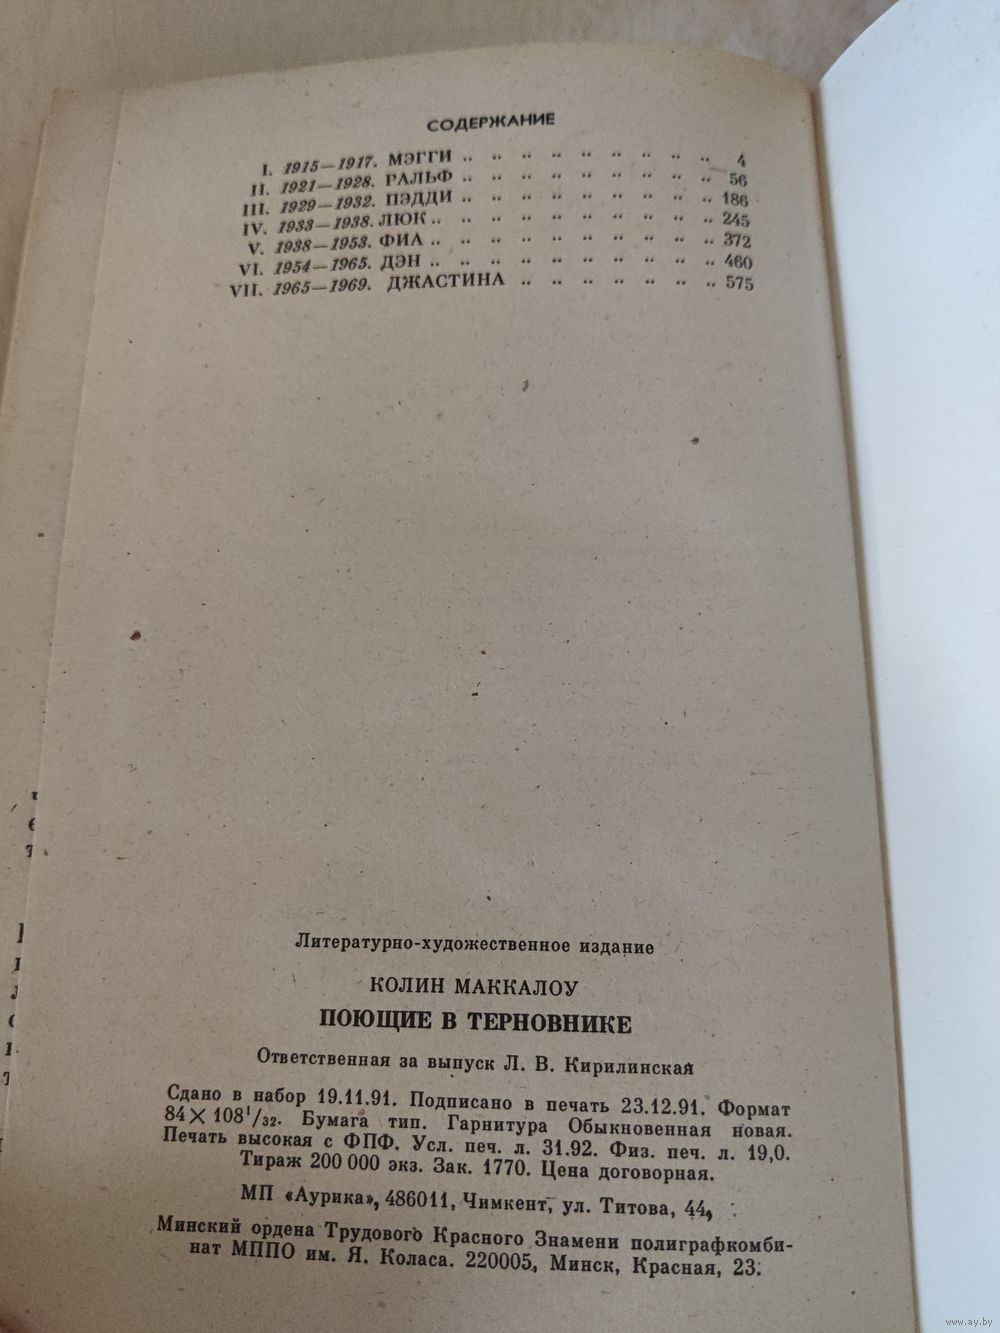 СОДЕРЖАНИЕ
I. 1915—1917. МЭГГИ .. .. .. .. .. .. .. .. .. 4
II. 1921—1928. РАЛЬФ .. .. .. .. .. .. .. .. .. 56
III. 1929—1932. ПЭДДИ .. .. .. .. .. .. .. .. .. 186
IV. 1933—1938. ЛЮК .. .. .. .. .. .. .. .. .. .. 245
V. 1938—1953. ФИА .. .. .. .. .. .. .. .. .. .. 372
VI. 1954—1965. ДЭН .. .. .. .. .. .. .. .. .. .. 460
VII. 1965—1969. ДЖАСТИНА .. .. .. .. .. .. .. 575
Литературно-художественное издание
КОЛИН МАККАЛОУ
ПОЮЩИЕ В ТЕРНОВНИКЕ
Ответственная за выпуск Л. В. Кирилинская
Сдано в набор 19.11.91. Подписано в печать 23.12.91. Формат
84×108¹/₃₂. Бумага тип. Гарнитура Обыкновенная новая.
Печать высокая с ФПФ. Усл. печ. л. 31.92. Физ. печ. л. 19,0.
Тираж 200 000 экз. Зак. 1770. Цена договорная.
МП «Аурика», 486011, Чимкент, ул. Титова, 44,
Минский ордена Трудового Красного Знамени полиграфкомби-
нат МППО им. Я. Коласа. 220005, Минск, Красная, 23.
www.ay.by